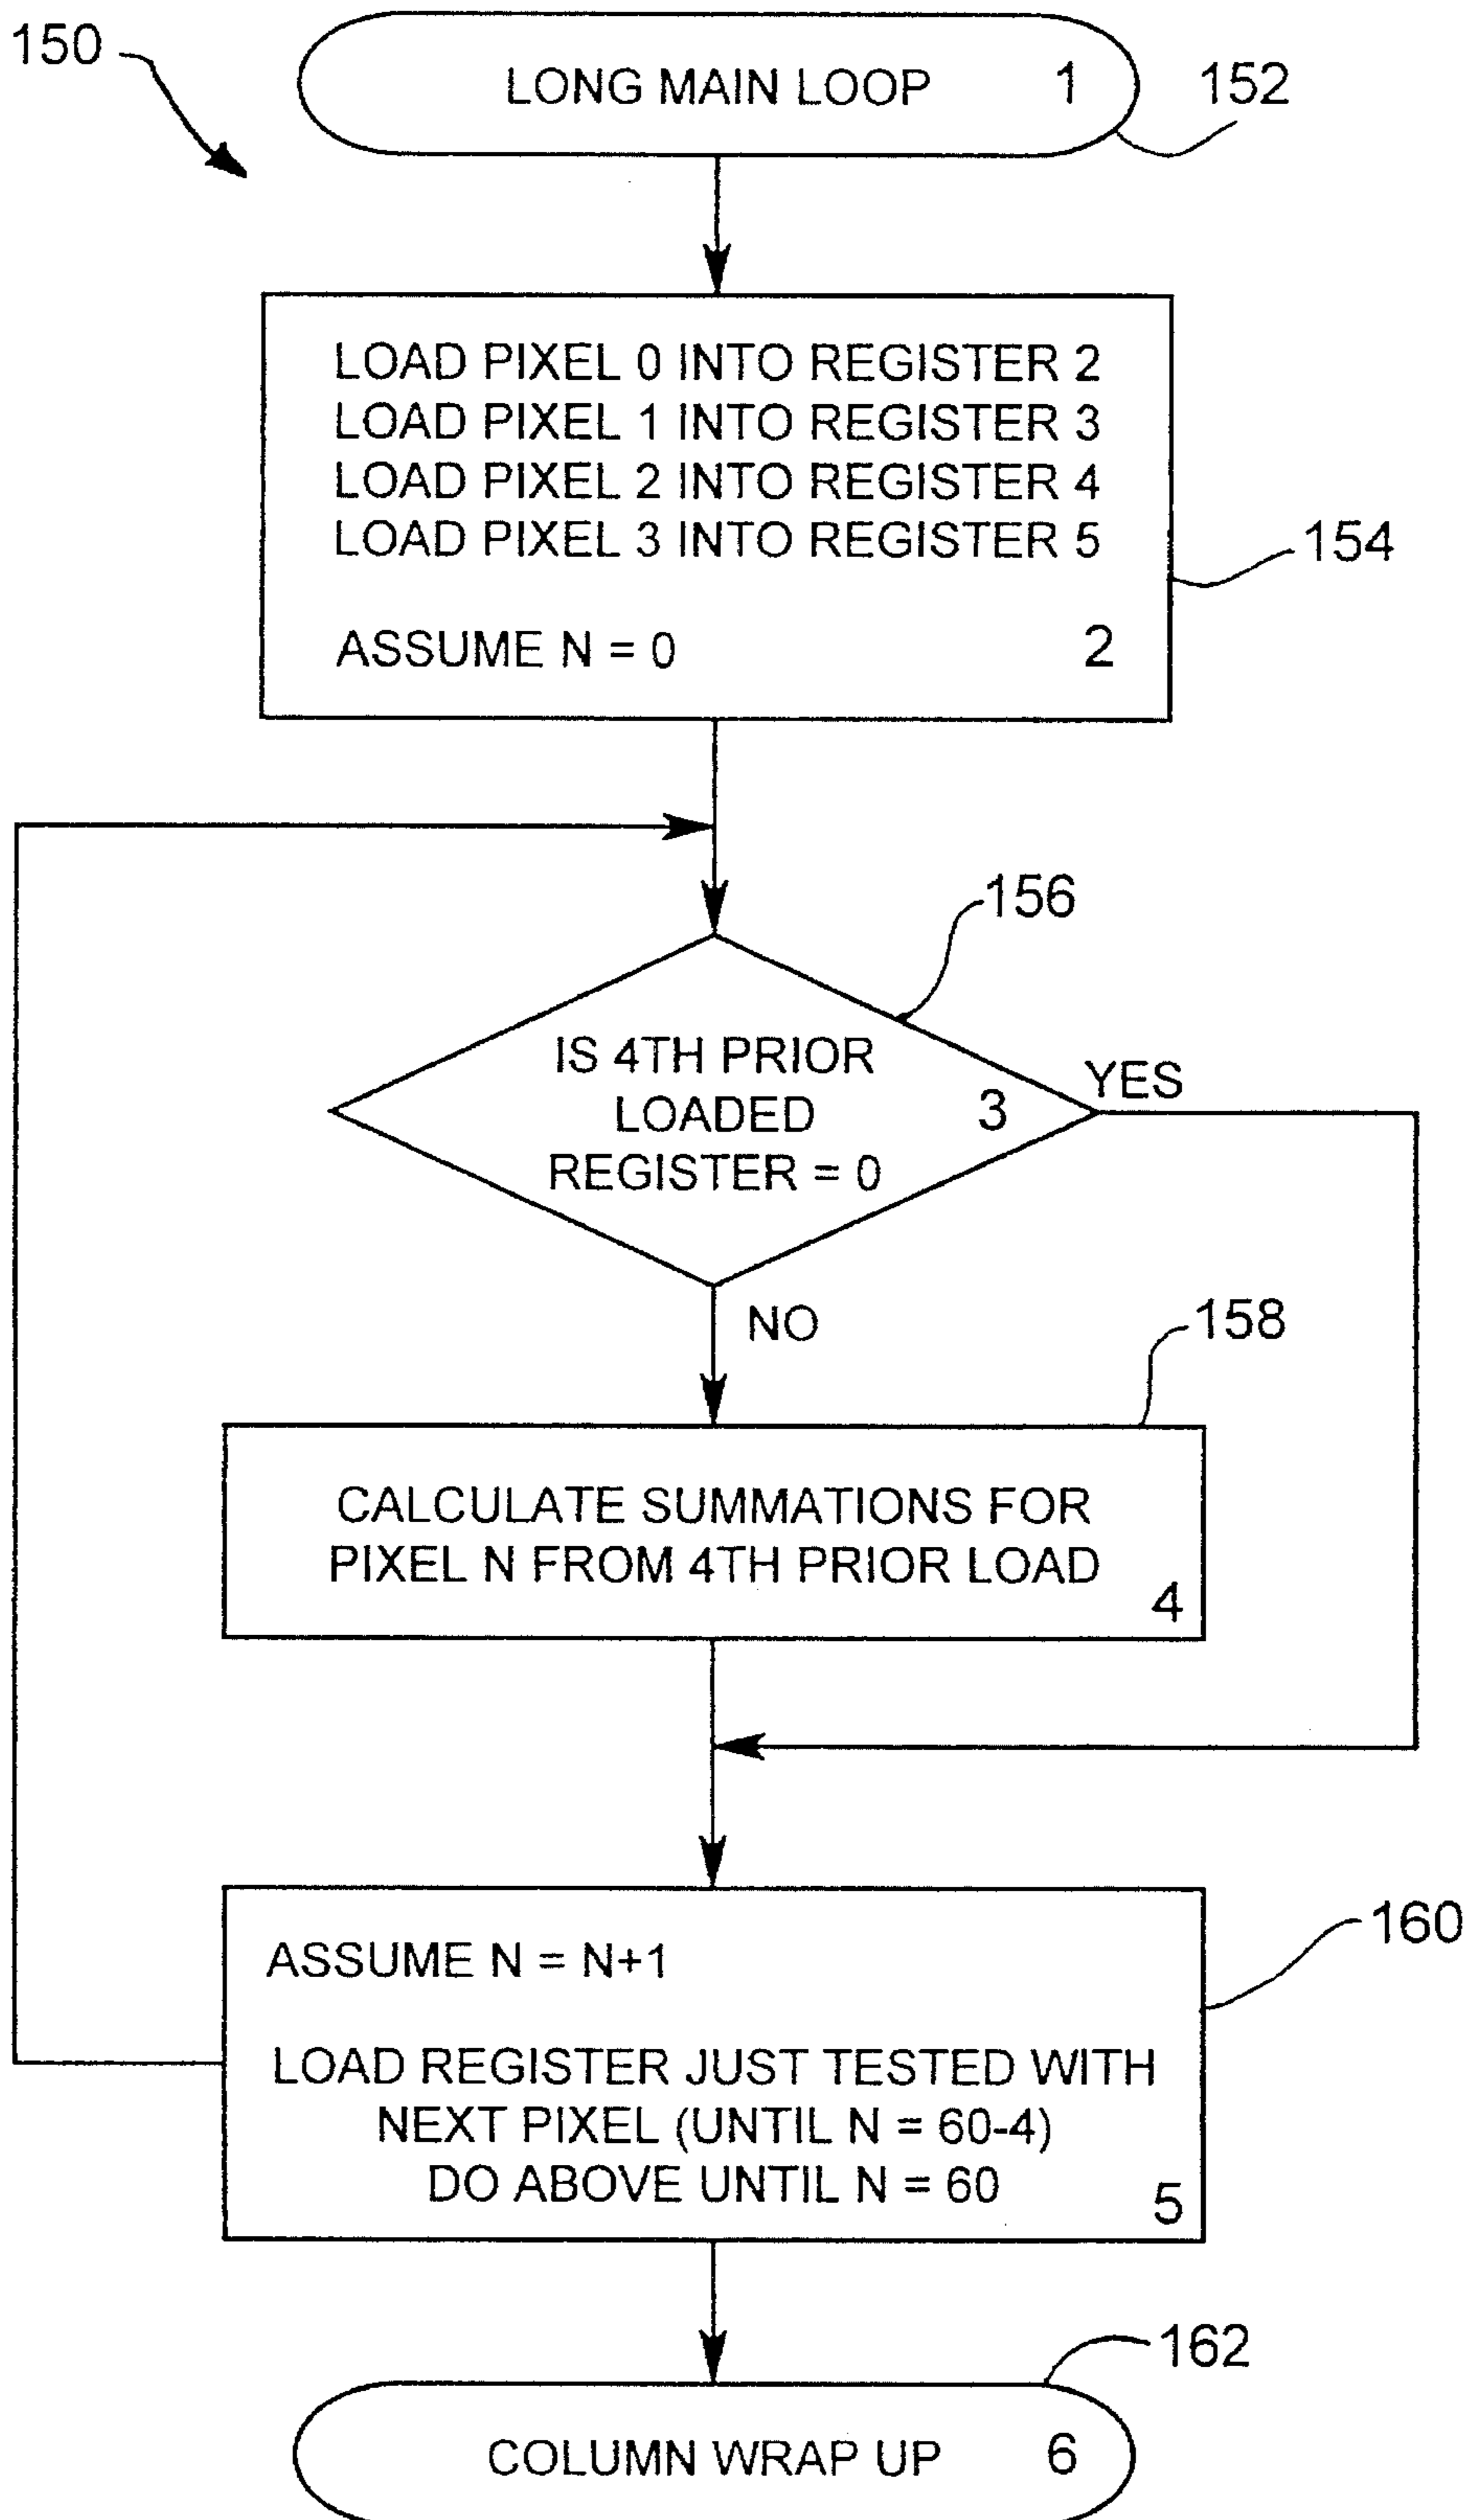 150
LONG MAIN LOOP 1
152
LOAD PIXEL 0 INTO REGISTER 2
LOAD PIXEL 1 INTO REGISTER 3
LOAD PIXEL 2 INTO REGISTER 4
LOAD PIXEL 3 INTO REGISTER 5
154
ASSUME N = 0 2
156
IS 4TH PRIOR
LOADED 3
REGISTER = 0
YES
NO
158
CALCULATE SUMMATIONS FOR
PIXEL N FROM 4TH PRIOR LOAD
4
160
ASSUME N = N+1
LOAD REGISTER JUST TESTED WITH
NEXT PIXEL (UNTIL N = 60-4)
DO ABOVE UNTIL N = 60
5
162
COLUMN WRAP UP 6